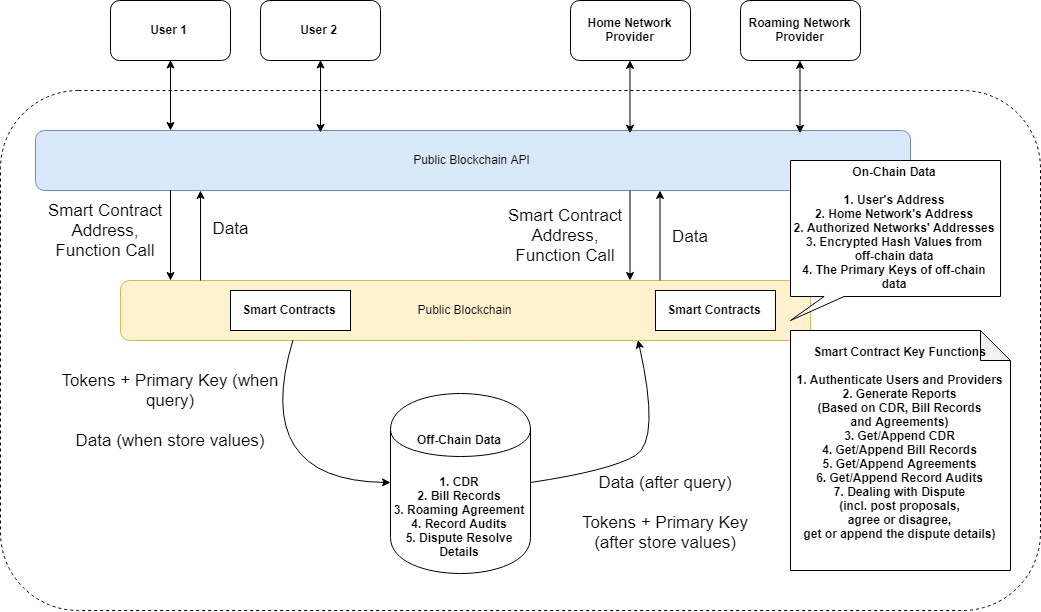 User 1
User 2
Home Network
Provider
Roaming Network
Provider
Public Blockchain API
Smart Contract
Address,
Function Call
Data
Smart Contract
Address,
Function Call
Data
On-Chain Data
1. User's Address
2. Home Network's Address
2. Authorized Networks' Addresses
3. Encrypted Hash Values from
off-chain data
4. The Primary Keys of off-chain
data
Smart Contracts
Public Blockchain
Smart Contracts
Smart Contract Key Functions
1. Authenticate Users and Providers
2. Generate Reports
(Based on CDR, Bill Records
and Agreements)
3. Get/Append CDR
4. Get/Append Bill Records
5. Get/Append Agreements
6. Get/Append Record Audits
7. Dealing with Dispute
(incl. post proposals,
agree or disagree,
get or append the dispute details)
Tokens + Primary Key (when
query)
Data (when store values)
Off-Chain Data
1. CDR
2. Bill Records
3. Roaming Agreement
4. Record Audits
5. Dispute Resolve
Details
Data (after query)
Tokens + Primary Key
(after store values)